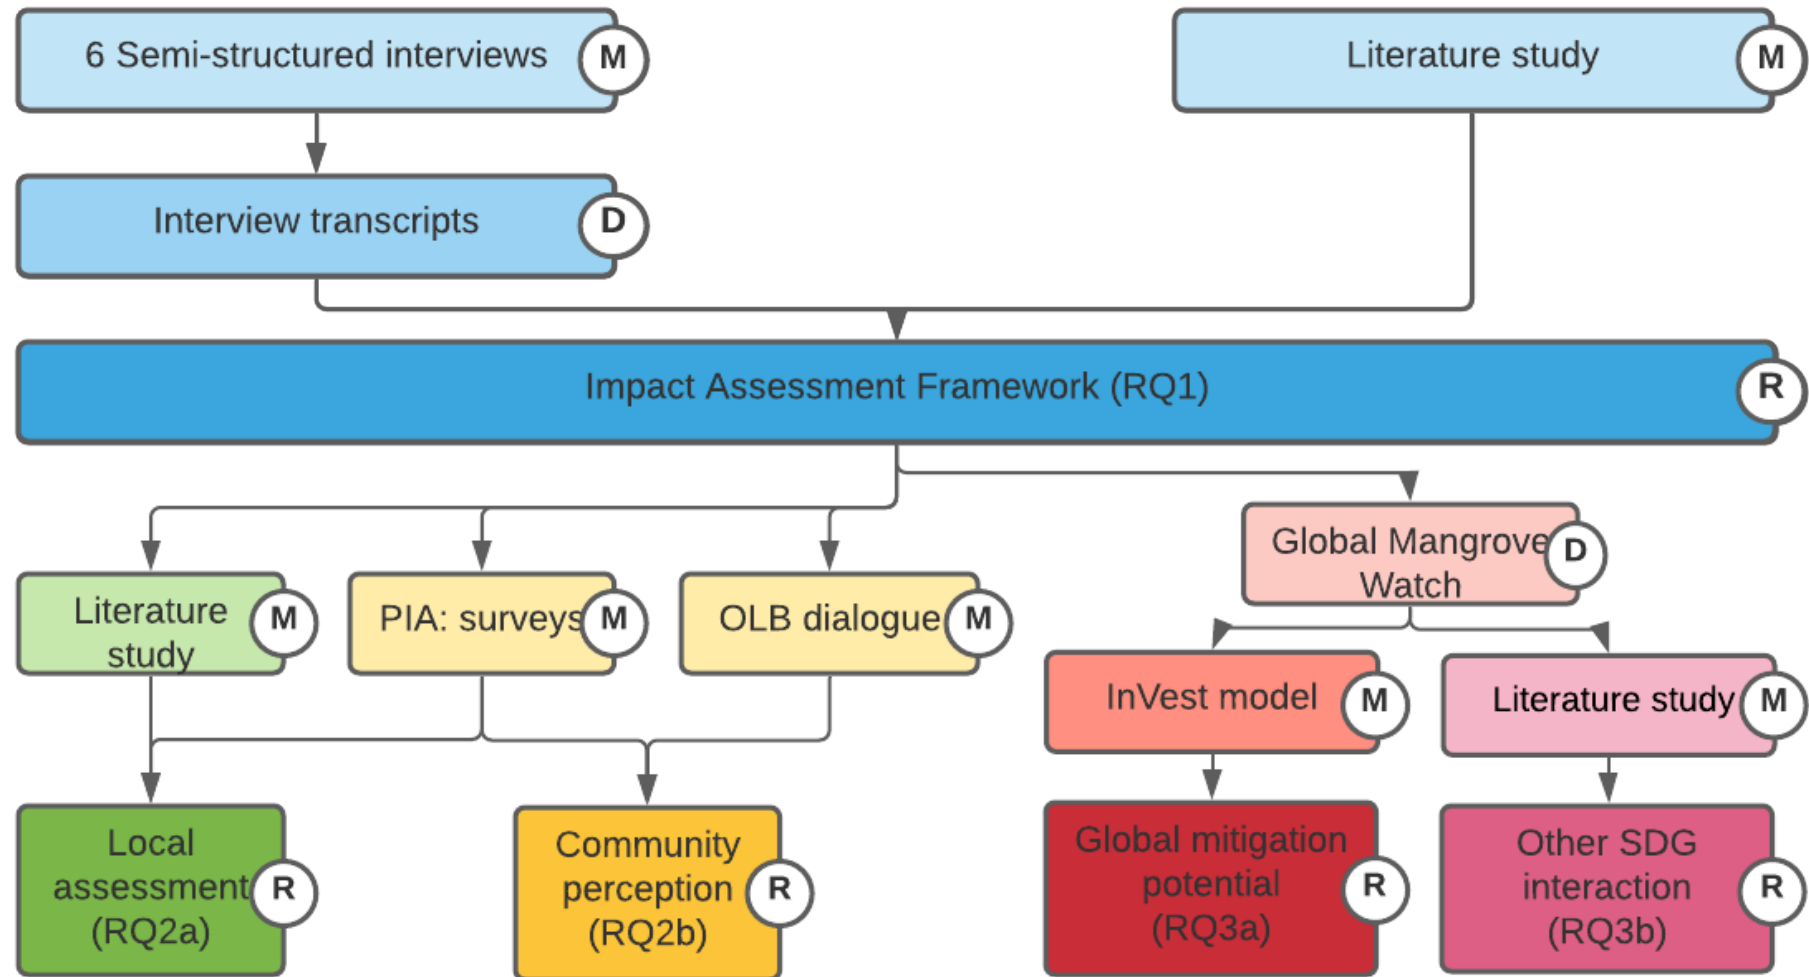 6 Semi-structured interviews M
Literature study M
Interview transcripts D
Impact Assessment Framework (RQ1) R
Global Mangrove
Watch
D
Literature
study
M
PIA: surveys M
OLB dialogue M
InVest model M
Literature study M
Local
assessment
(RQ2a)
R
Community
perception
(RQ2b)
R
Global mitigation
potential
(RQ3a)
R
Other SDG
interaction
(RQ3b)
R